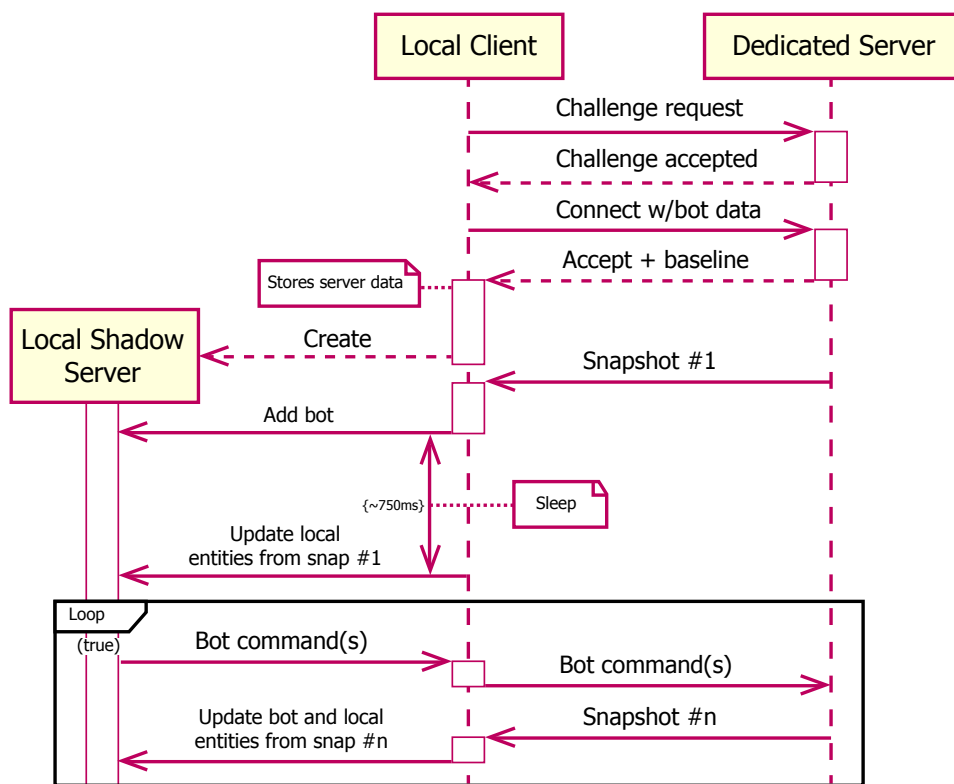 Local Client
Dedicated Server
Challenge request
Challenge accepted
Connect w/bot data
Accept + baseline
Stores server data
Local Shadow
Server
Create
Snapshot #1
Add bot
{~750ms}
Sleep
Update local
entities from snap #1
Loop
(true)
Bot command(s)
Bot command(s)
Snapshot #n
Update bot and local
entities from snap #n